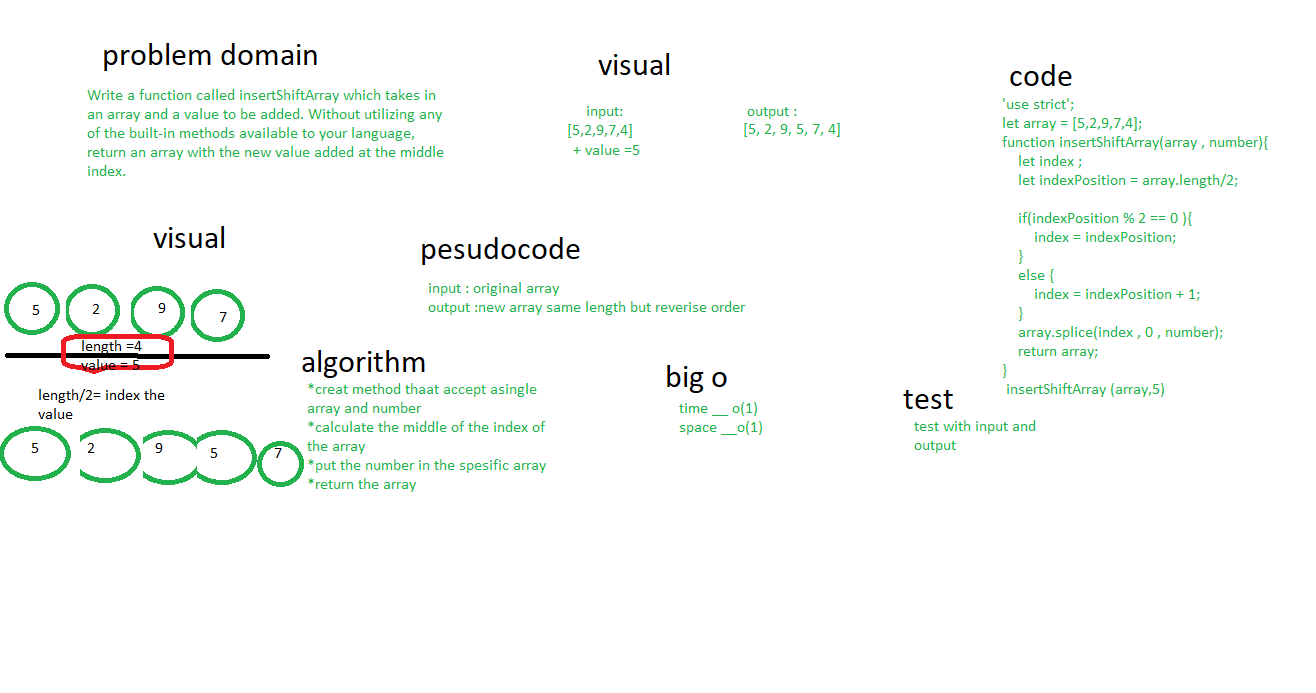 problem domain
Write a function called insertShiftArray which takes in
an array and a value to be added. Without utilizing any
of the built-in methods available to your language,
return an array with the new value added at the middle
index.
visual
input:
[5,2,9,7,4]
+ value =5
output :
[5, 2, 9, 5, 7, 4]
code
'use strict';
let array = [5,2,9,7,4];
function insertShiftArray(array , number){
let index ;
let indexPosition = array.length/2;
if(indexPosition % 2 == 0 ){
index = indexPosition;
}
else {
index = indexPosition + 1;
}
array.splice(index , 0 , number);
return array;
}
insertShiftArray (array,5)
visual
5 2 9 7
length =4
value = 5
length/2= index the
value
5 2 9 5 7
pesudocode
input : original array
output :new array same length but reverise order
algorithm
*creat method thaat accept asingle
array and number
*calculate the middle of the index of
the array
*put the number in the spesific array
*return the array
big o
time __ o(1)
space __o(1)
test
test with input and
output